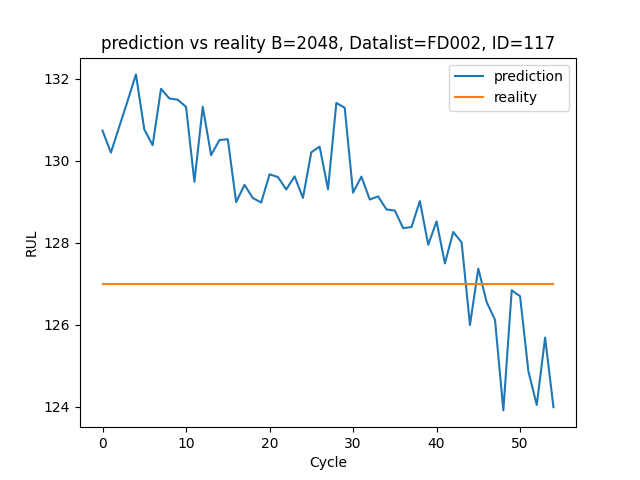 prediction vs reality B=2048, Datalist=FD002, ID=117
prediction
reality
RUL
132
130
128
126
124
0 10 20 30 40 50
Cycle